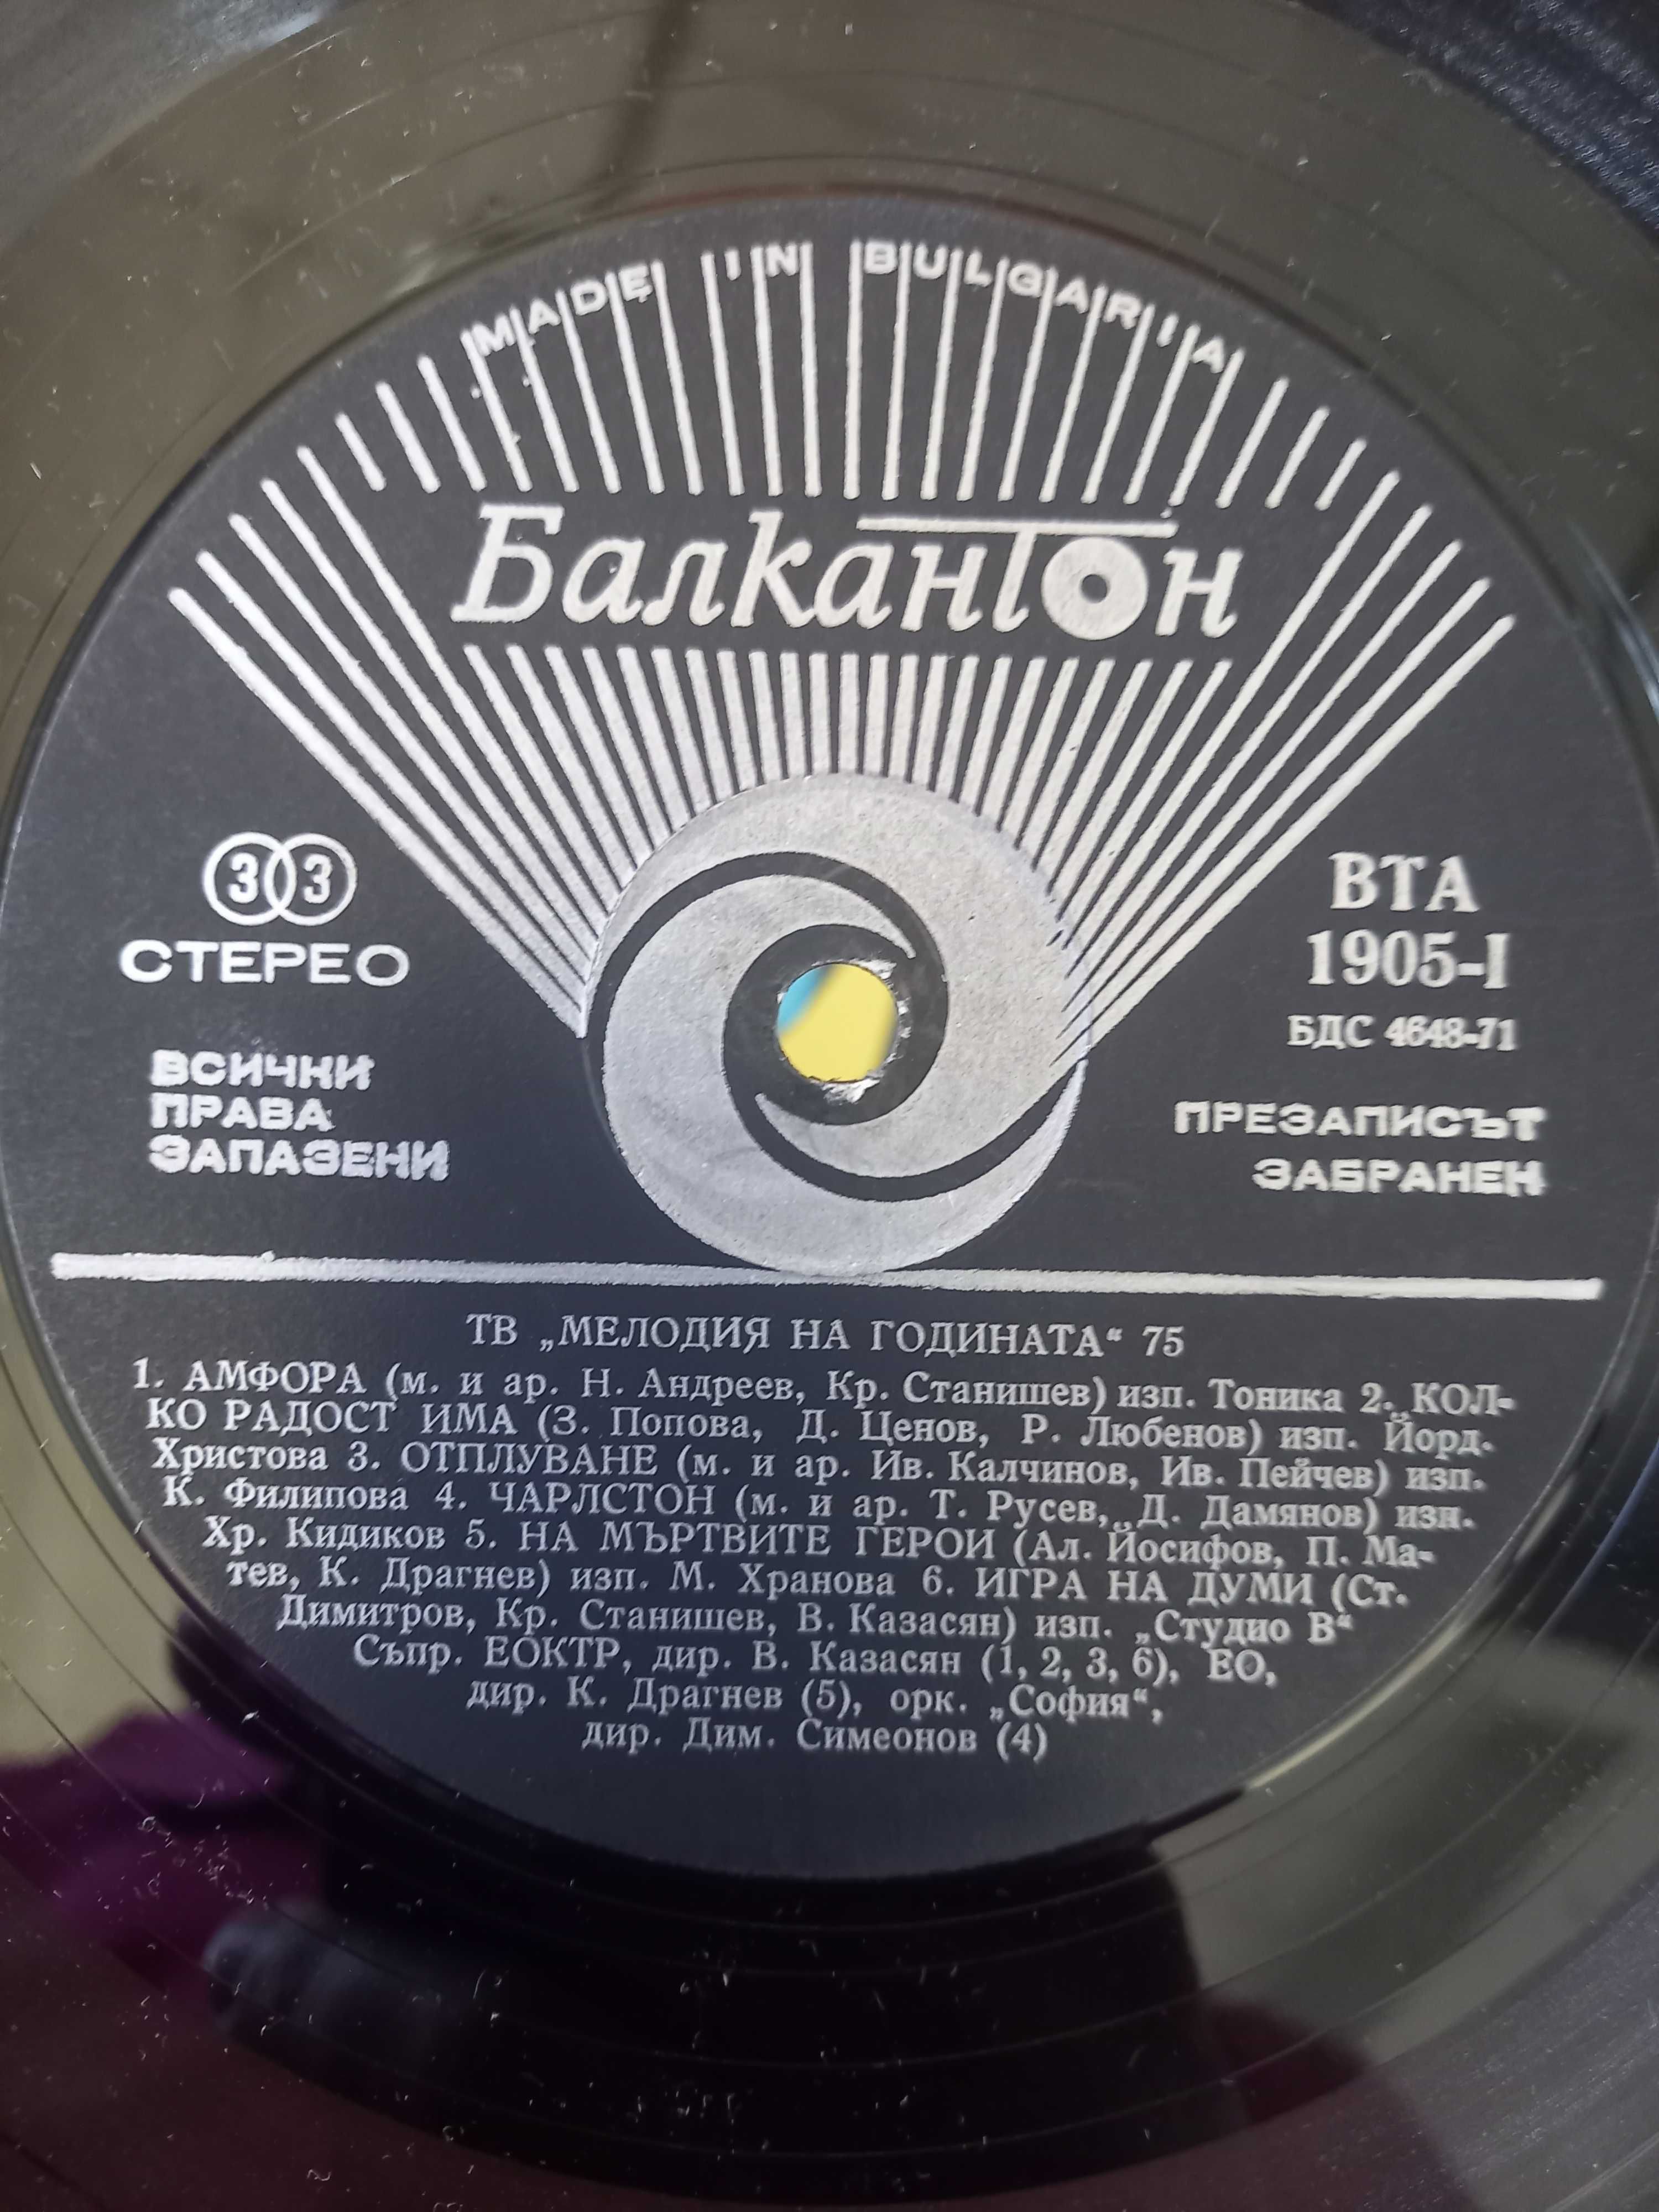 MADE IN BULGARIA
Балкантон
33
СТЕРЕО
ВТА
1905-I
БДС 4648-71
ВСИЧКИ
ПРАВА
ЗАПАЗЕНИ
ПРЕЗАПИСЪТ
ЗАБРАНЕН
ТВ „МЕЛОДИЯ НА ГОДИНАТА“ 75
1. АМФОРА (м. и ар. Н. Андреев, Кр. Станишев) изп. Тоника 2. КОЛ-
КО РАДОСТ ИМА (З. Попова, Д. Ценов, Р. Любенов) изп. Йорд.
Христова 3. ОТПЛУВАНЕ (м. и ар. Ив. Калчинов, Ив. Пейчев) изп.
К. Филипова 4. ЧАРЛСТОН (м. и ар. Т. Русев, Д. Дамянов) изп.
Хр. Кидиков 5. НА МЪРТВИТЕ ГЕРОИ (Ал. Йосифов, П. Ма-
тев, К. Драгнев) изп. М. Хранова 6. ИГРА НА ДУМИ (Ст.
Димитров, Кр. Станишев, В. Казасян) изп. „Студио В“
Съпр. ЕОКТР, дир. В. Казасян (1, 2, 3, 6), ЕО,
дир. К. Драгнев (5), орк. „София“,
дир. Дим. Симеонов (4)